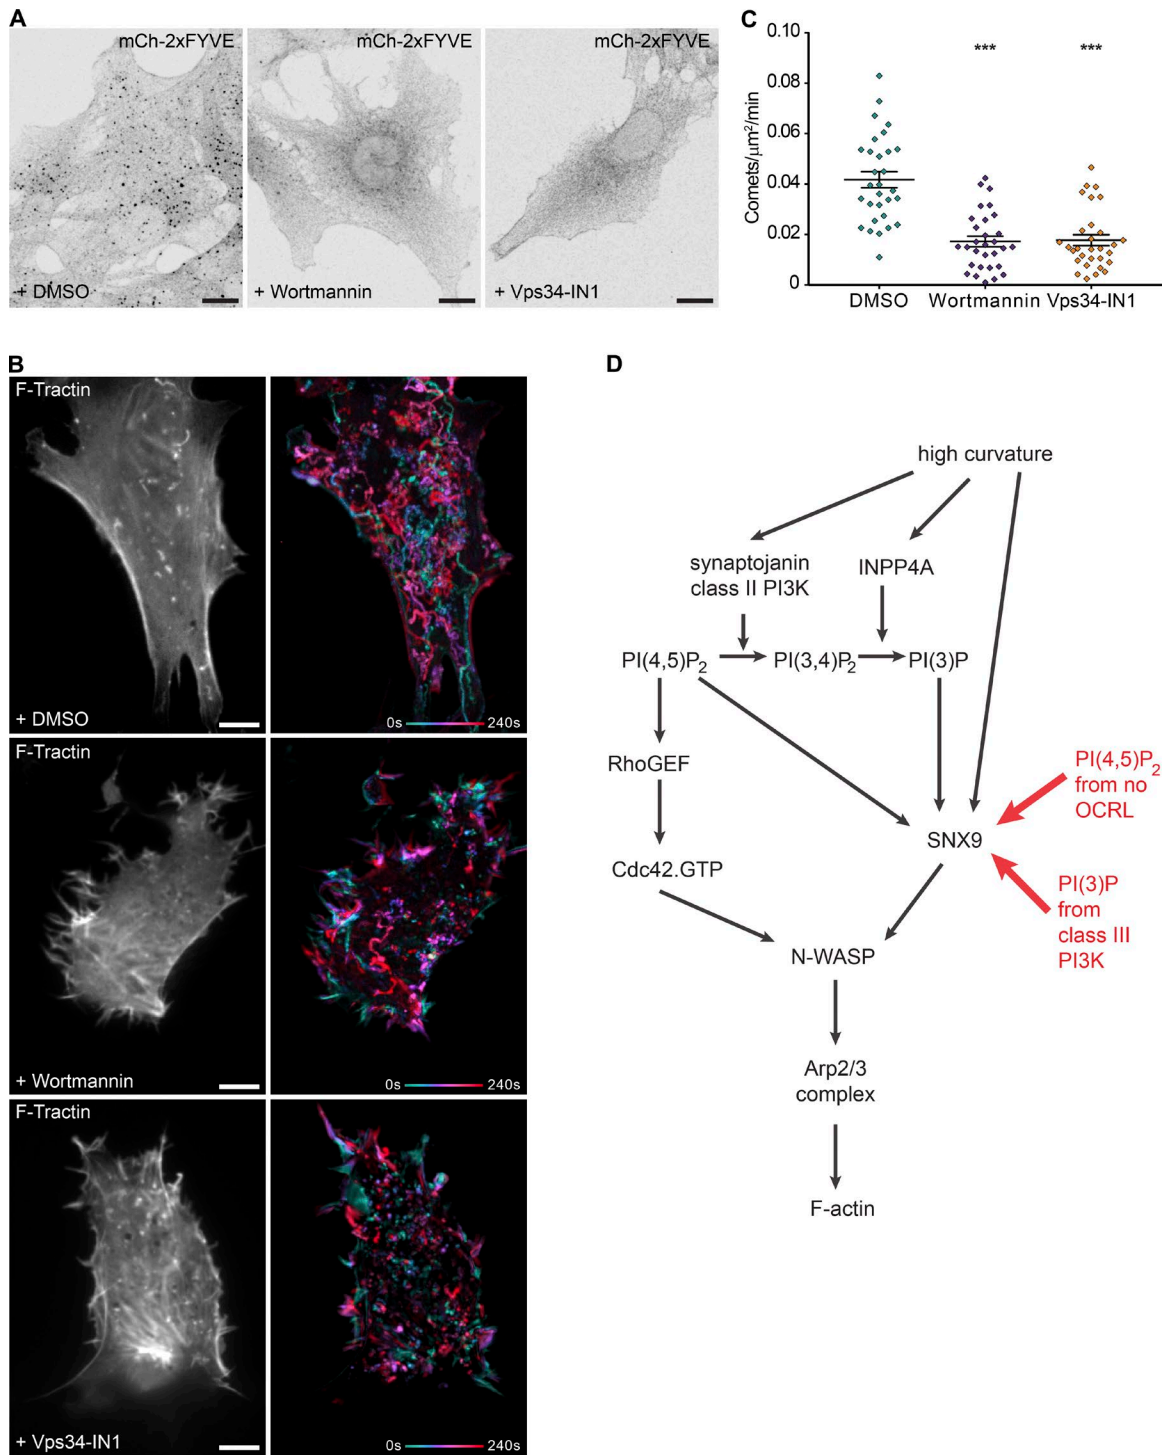 A
mCh-2xFYVE
+ DMSO
mCh-2xFYVE
+ Wortmannin
mCh-2xFYVE
+ Vps34-IN1
C
0.10
0.08
0.06
0.04
0.02
0
Comets/μm²/min
***
***
DMSO
Wortmannin
Vps34-IN1
B
F-Tractin
+ DMSO
0s
240s
F-Tractin
+ Wortmannin
0s
240s
F-Tractin
+ Vps34-IN1
0s
240s
D
high curvature
synaptojanin
class II PI3K
INPP4A
PI(4,5)P₂
PI(3,4)P₂
PI(3)P
RhoGEF
Cdc42.GTP
SNX9
PI(4,5)P₂
from no
OCRL
PI(3)P
from
class III
PI3K
N-WASP
Arp2/3
complex
F-actin